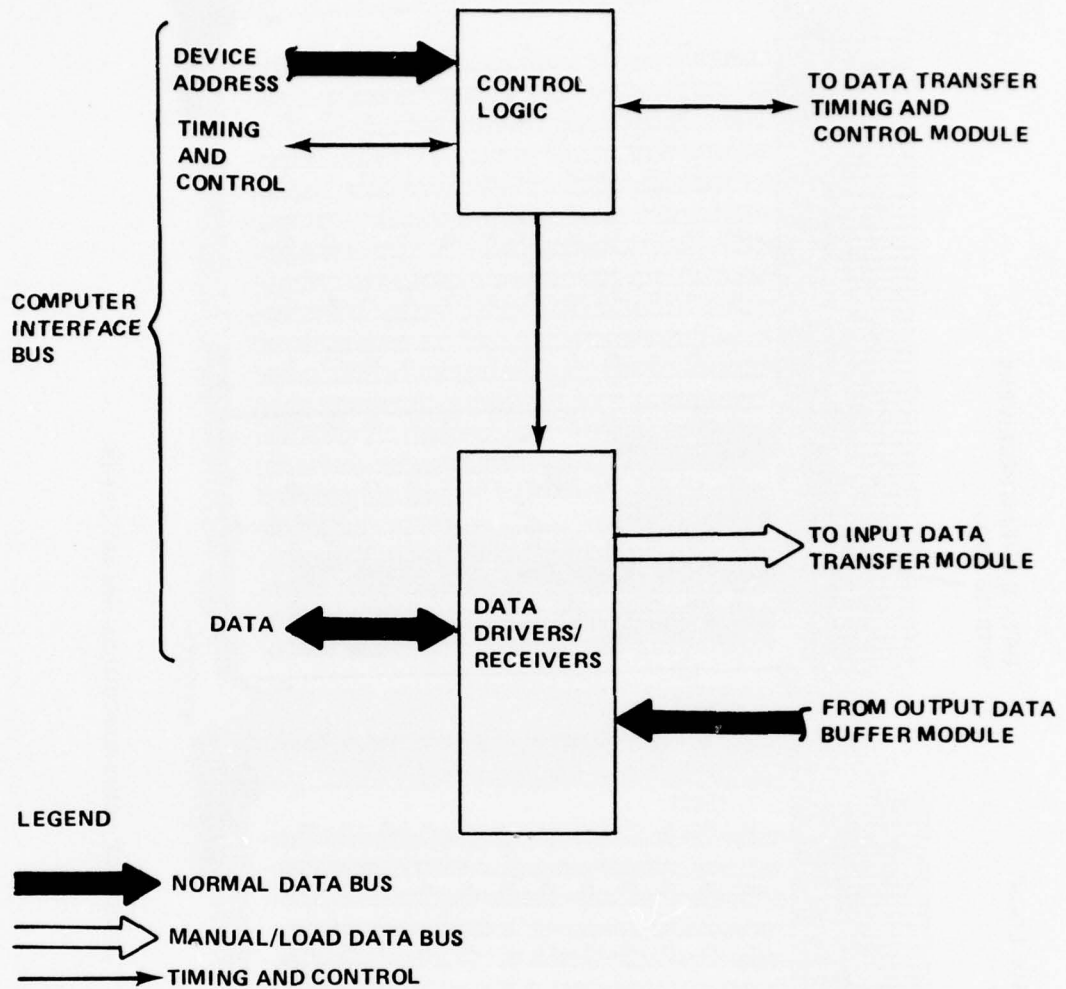 DEVICE
ADDRESS
TIMING
AND
CONTROL
CONTROL
LOGIC
TO DATA TRANSFER
TIMING AND
CONTROL MODULE
COMPUTER
INTERFACE
BUS
TO INPUT DATA
TRANSFER MODULE
DATA
DATA
DRIVERS/
RECEIVERS
FROM OUTPUT DATA
BUFFER MODULE
LEGEND
NORMAL DATA BUS
MANUAL/LOAD DATA BUS
TIMING AND CONTROL